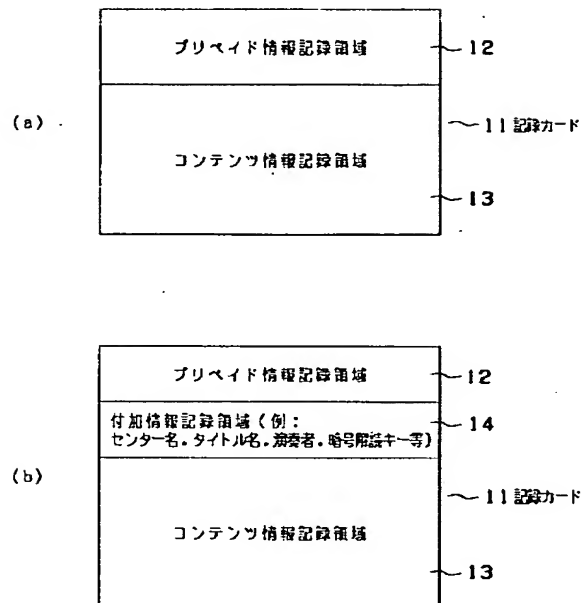 プリペイド情報記録領域
12
(a)
11 記録カード
コンテンツ情報記録領域
13
プリペイド情報記録領域
12
付加情報記録領域(例:
14
センター名,タイトル名,演奏者,暗号解読キー等)
(b)
11 記録カード
コンテンツ情報記録領域
13